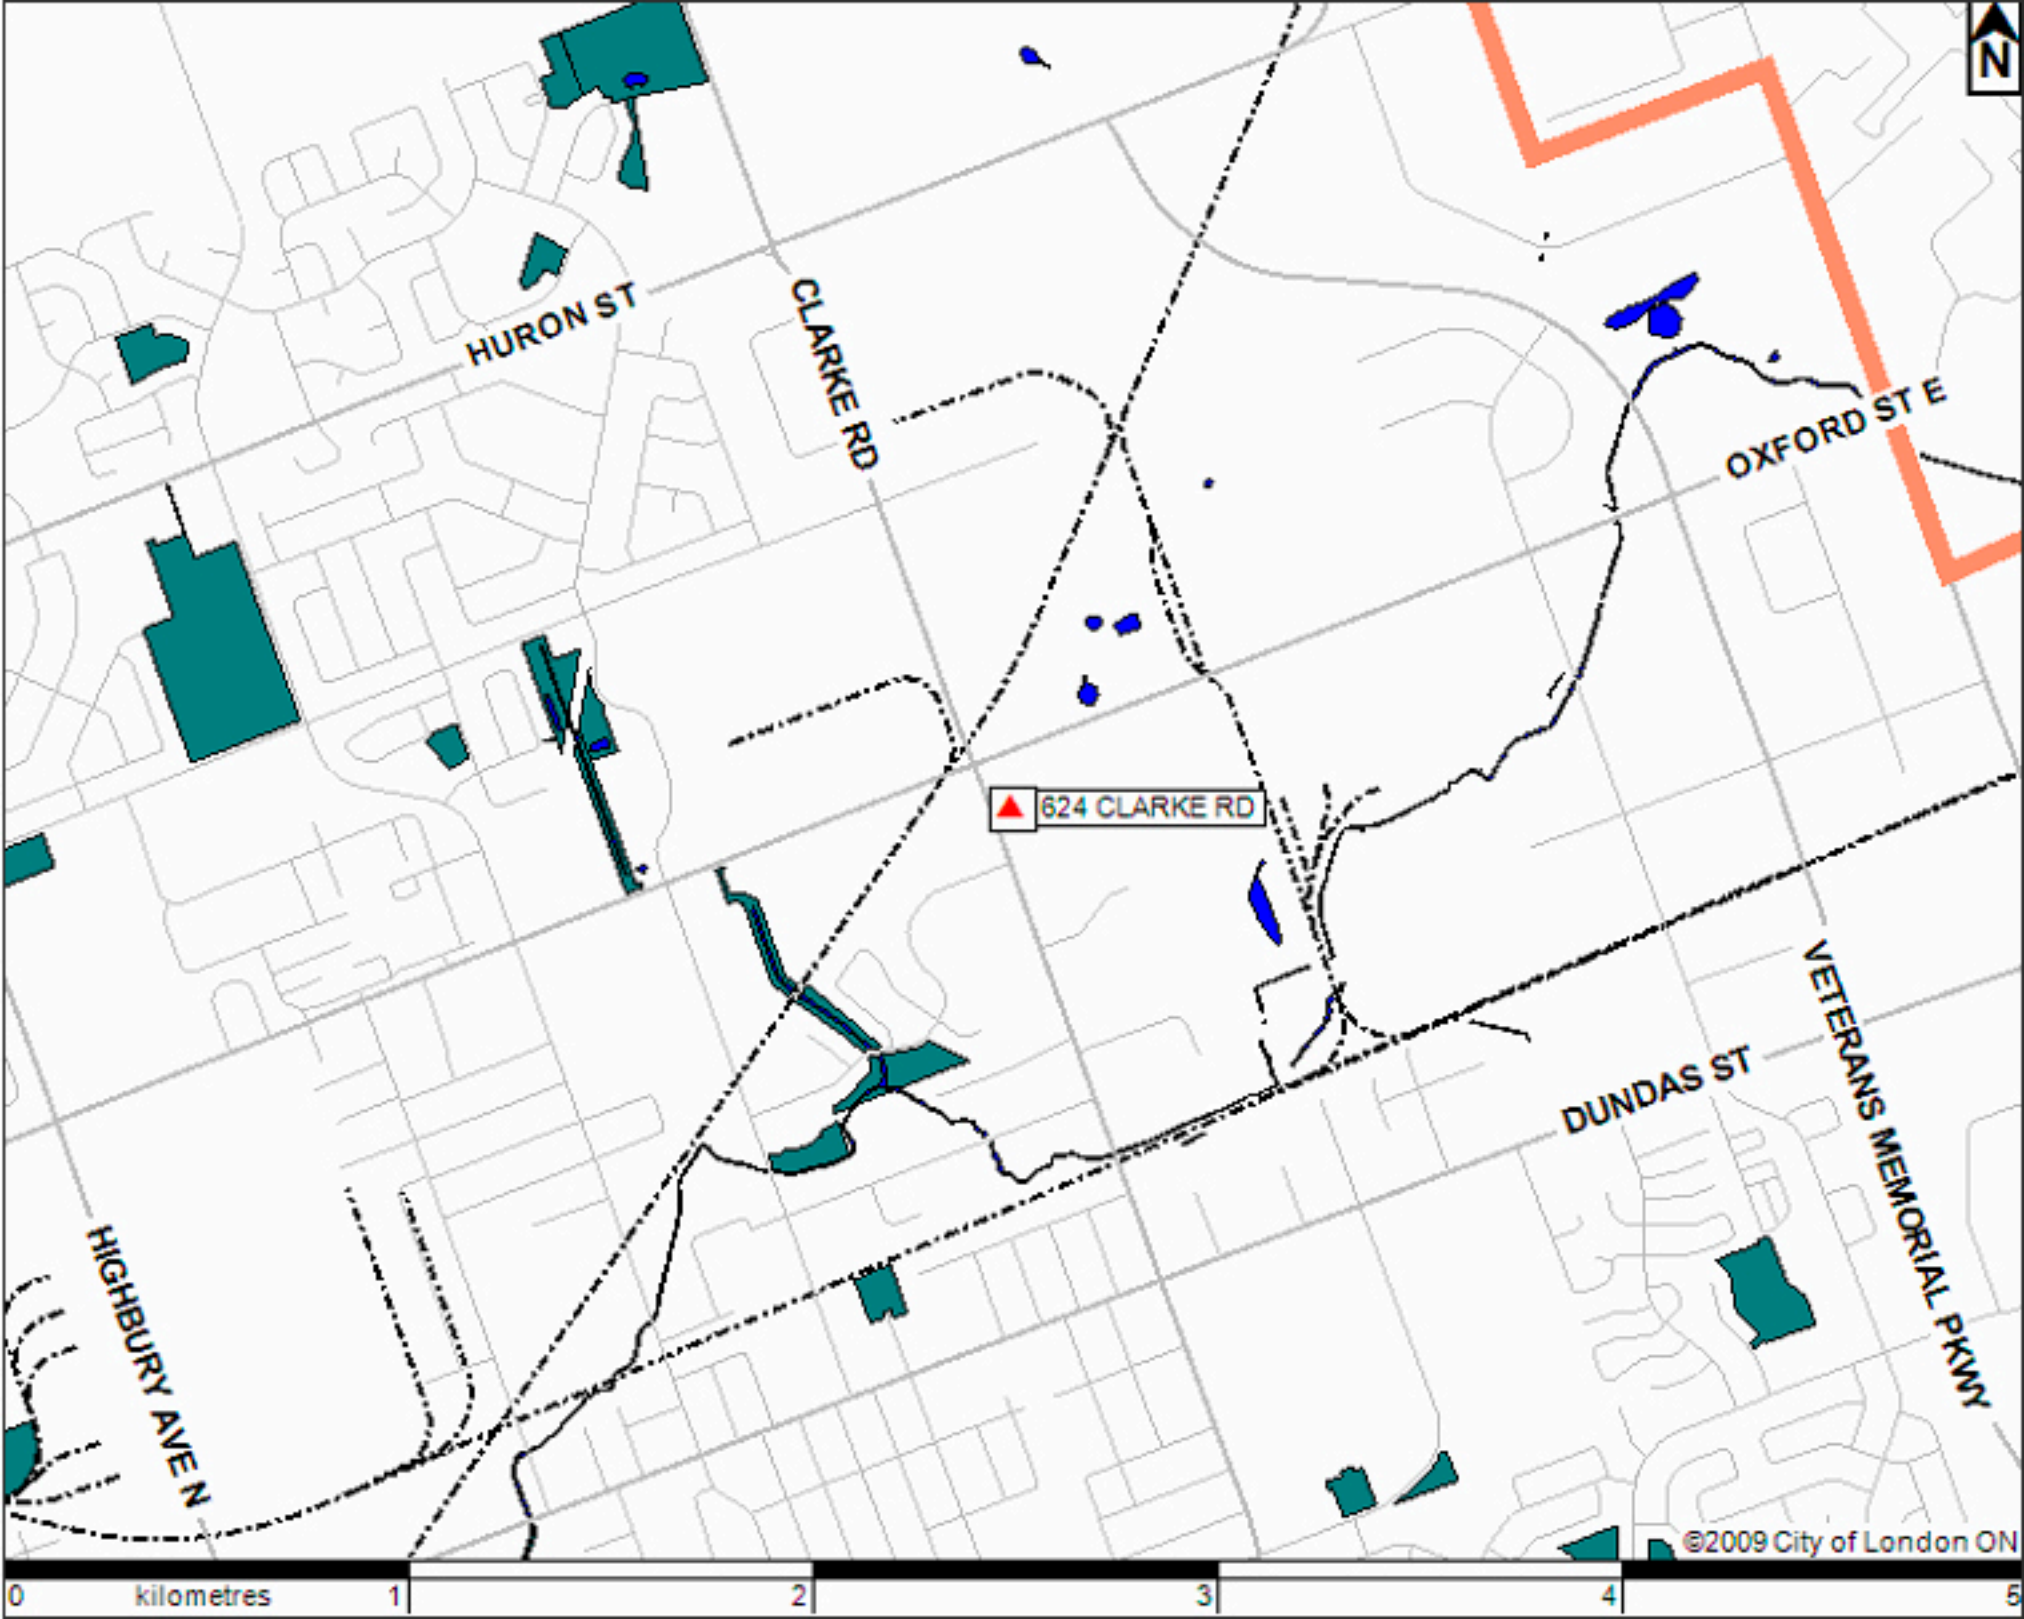 N
HURON ST
CLARKE RD
OXFORD ST E
624 CLARKE RD
VETERANS MEMORIAL PKWY
DUNDAS ST
HIGHBURY AVE N
©2009 City of London ON
0 kilometres 1 2 3 4 5